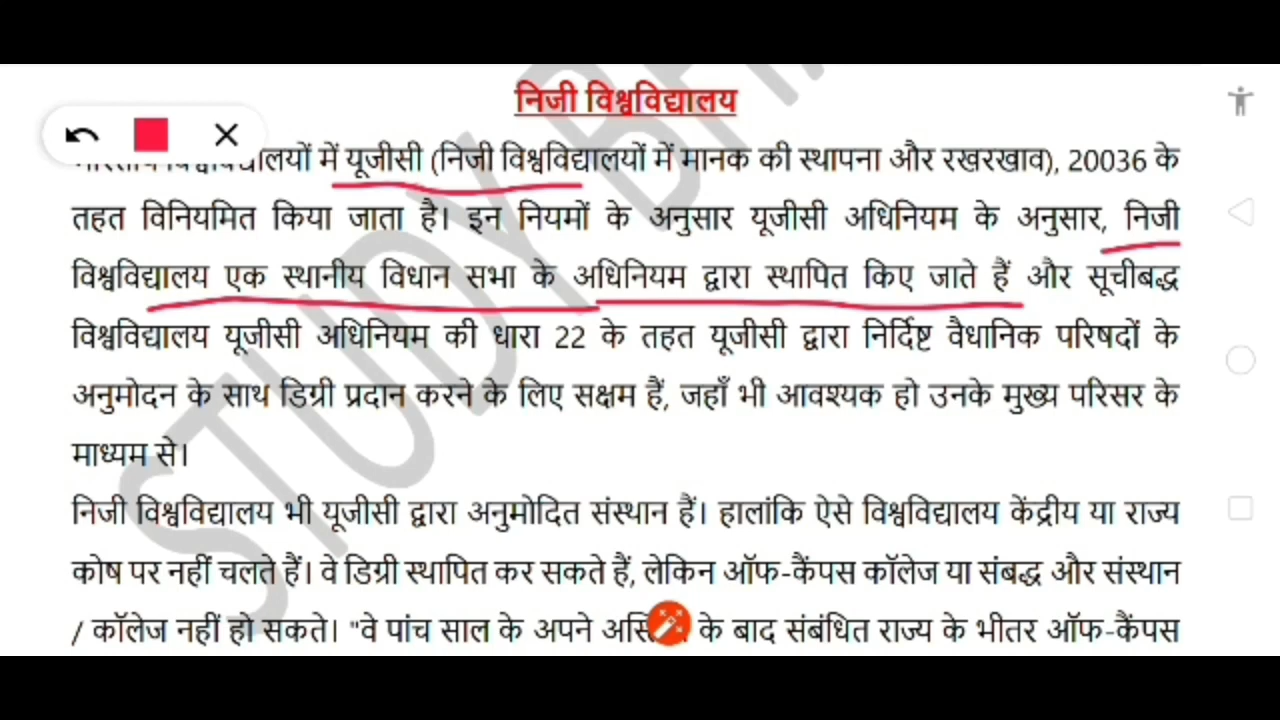 निजी विश्वविद्यालय
में यूजीसी (निजी विश्वविद्यालयों में मानक की स्थापना और रखरखाव), 20036 के
तहत विनियमित किया जाता है। इन नियमों के अनुसार यूजीसी अधिनियम के अनुसार, निजी
विश्वविद्यालय एक स्थानीय विधान सभा के अधिनियम द्वारा स्थापित किए जाते हैं और सूचीबद्ध
विश्वविद्यालय यूजीसी अधिनियम की धारा 22 के तहत यूजीसी द्वारा निर्दिष्ट वैधानिक परिषदों के
अनुमोदन के साथ डिग्री प्रदान करने के लिए सक्षम हैं, जहाँ भी आवश्यक हो उनके मुख्य परिसर के
माध्यम से।
निजी विश्वविद्यालय भी यूजीसी द्वारा अनुमोदित संस्थान हैं। हालांकि ऐसे विश्वविद्यालय केंद्रीय या राज्य
कोष पर नहीं चलते हैं। वे डिग्री स्थापित कर सकते हैं, लेकिन ऑफ-कैंपस कॉलेज या संबद्ध और संस्थान
/ कॉलेज नहीं हो सकते। "वे पांच साल के अपने के बाद संबंधित राज्य के भीतर ऑफ-कैंपस
STUDY